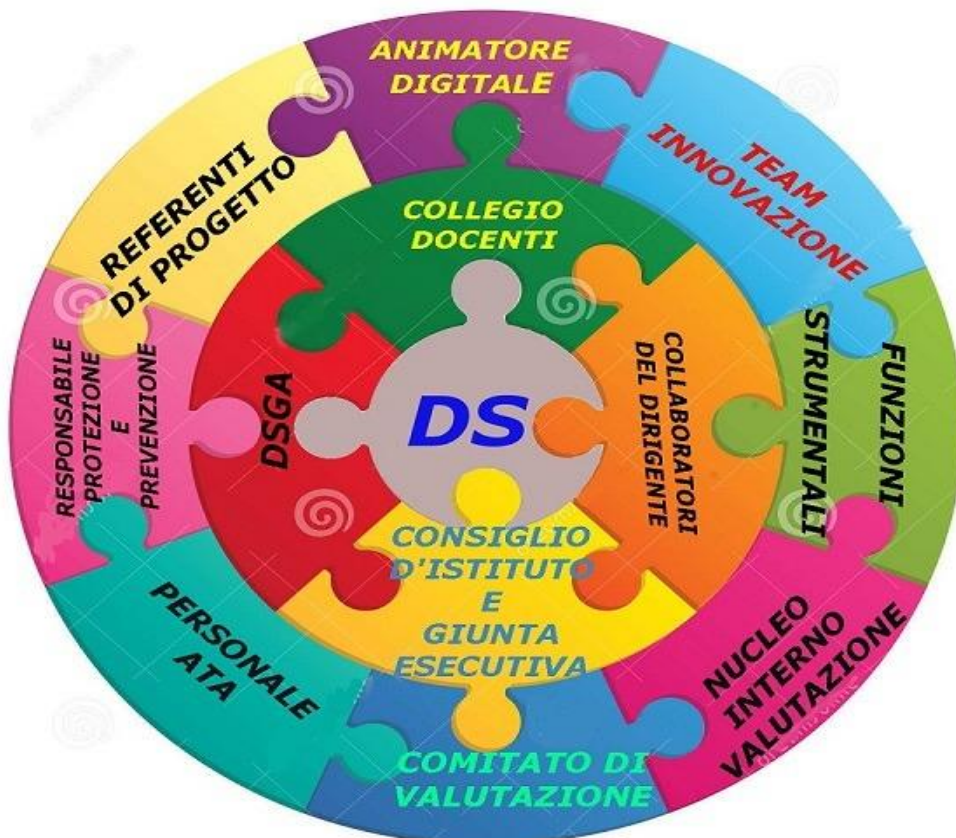 ANIMATORE
DIGITALE
TEAM
INNOVAZIONE
REFERENTI
DI PROGETTO
COLLEGIO
DOCENTI
FUNZIONI
STRUMENTALI
RESPONSABILE
PROTEZIONE
E
PREVENZIONE
DSGA
DS
COLLABORATORI
DEL DIRIGENTE
CONSIGLIO
D'ISTITUTO
E
GIUNTA
ESECUTIVA
PERSONALE
ATA
NUCLEO
INTERNO
VALUTAZIONE
COMITATO DI
VALUTAZIONE